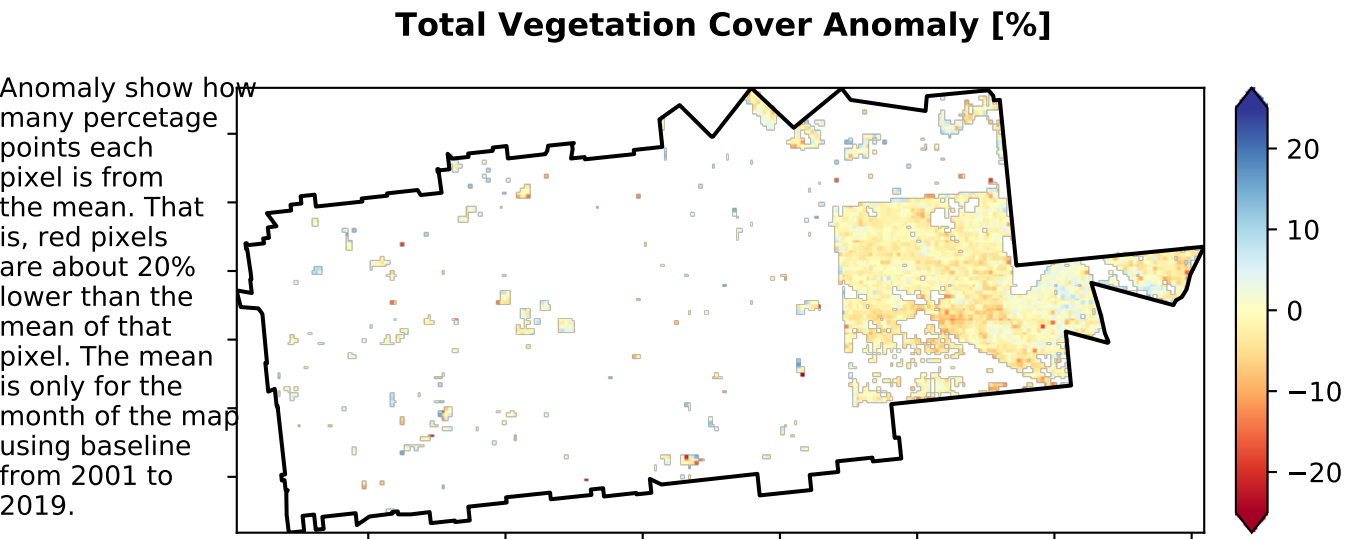 Total Vegetation Cover Anomaly [%]
Anomaly show how
many percetage
points each
pixel is from
the mean. That
is, red pixels
are about 20%
lower than the
mean of that
pixel. The mean
is only for the
month of the map
using baseline
from 2001 to
2019.
20
10
0
−10
−20